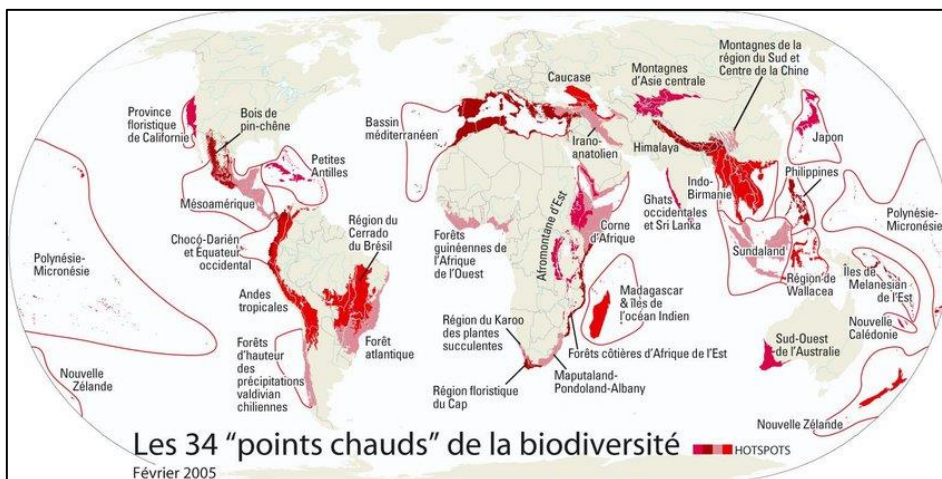 Montagnes de la
région du Sud et
Centre de la Chine
Montagnes
d'Asie centrale
Caucase
Province
floristique
de Californie
Bois de
pin-chêne
Bassin
méditerranéen
Irano-
anatolien
Himalaya
Japon
Petites
Antilles
Mésoamérique
Indo-
Birmanie
Philippines
Ghats
occidentales
et Sri Lanka
Région
du Cerrado
du Brésil
Chocó-Darién
et Équateur
occidental
Forêts
guinéennes de
l'Afrique
de l'Ouest
Afromontane d'Est
Corne
d'Afrique
Polynésie-
Micronésie
Polynésie-
Micronésie
Sundaland
Région de
Wallacea
Îles de
Melanesian
de l'Est
Andes
tropicales
Madagascar
& îles de
l'océan Indien
Nouvelle
Calédonie
Région du Karoo
des plantes
succulentes
Forêt
atlantique
Forêts
d'hauteur
des
précipitations
valdivian
chiliennes
Forêts côtières d'Afrique de l'Est
Sud-Ouest
de l'Australie
Nouvelle
Zélande
Maputaland-
Pondoland-Albany
Région floristique
du Cap
Nouvelle Zélande
Les 34 "points chauds" de la biodiversité
HOTSPOTS
Février 2005